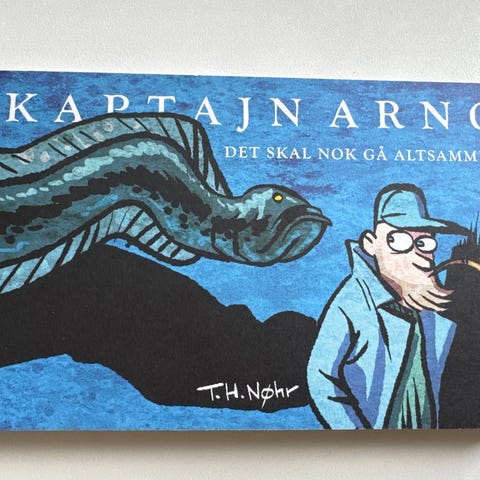 KAPTAJN ARNO
DET SKAL NOK GÅ ALTSAMM
T.H.Nøhr